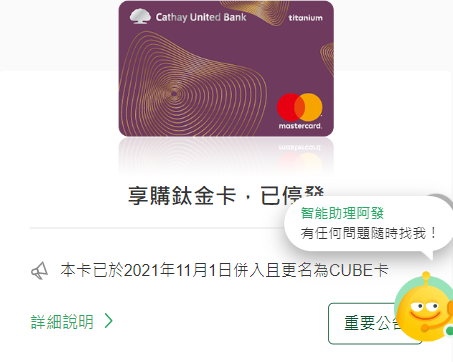 Cathay United Bank
titanium
mastercard.
享購鈦金卡，已停發
智能助理阿發
有任何問題隨時找我！
本卡已於2021年11月1日併入且更名為CUBE卡
詳細說明
重要公告